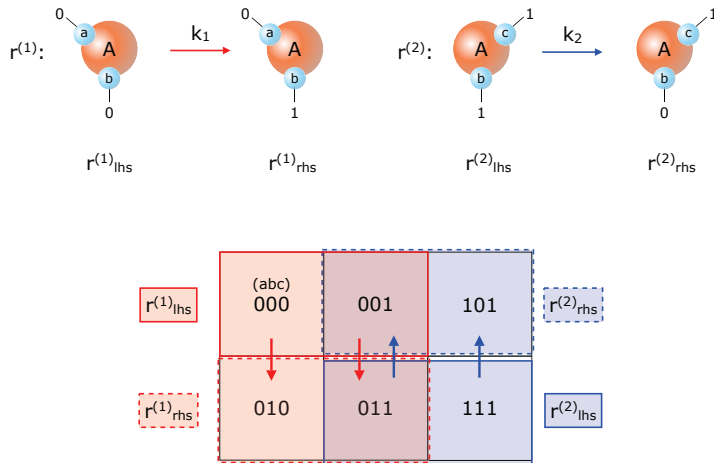 0 0 1 1
a k₁ a c k₂ c
r⁽¹⁾: A A r⁽²⁾: A A
b b b b
0 1 1 0
r⁽¹⁾lhs r⁽¹⁾rhs r⁽²⁾lhs r⁽²⁾rhs
(abc)
r⁽¹⁾lhs 000 001 101 r⁽²⁾rhs
r⁽¹⁾rhs 010 011 111 r⁽²⁾lhs